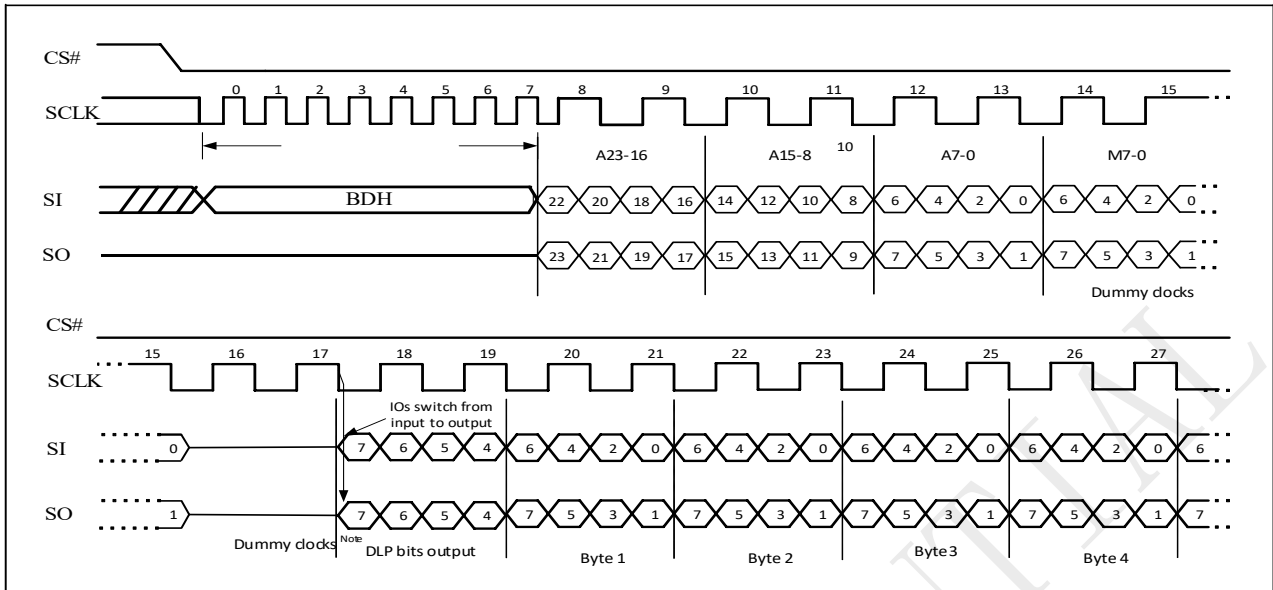 CS#
0 1 2 3 4 5 6 7 8 9 10 11 12 13 14 15
SCLK
A23-16 A15-8 10 A7-0 M7-0
SI BDH 22 20 18 16 14 12 10 8 6 4 2 0 6 4 2 0
SO 23 21 19 17 15 13 11 9 7 5 3 1 7 5 3 1
Dummy clocks
CS#
15 16 17 18 19 20 21 22 23 24 25 26 27
SCLK
IOs switch from
input to output
SI 0 7 6 5 4 6 4 2 0 6 4 2 0 6 4 2 0 6 4 2 0 6
SO 1 7 6 5 4 7 5 3 1 7 5 3 1 7 5 3 1 7 5 3 1 7
Dummy clocks Note DLP bits output Byte 1 Byte 2 Byte 3 Byte 4